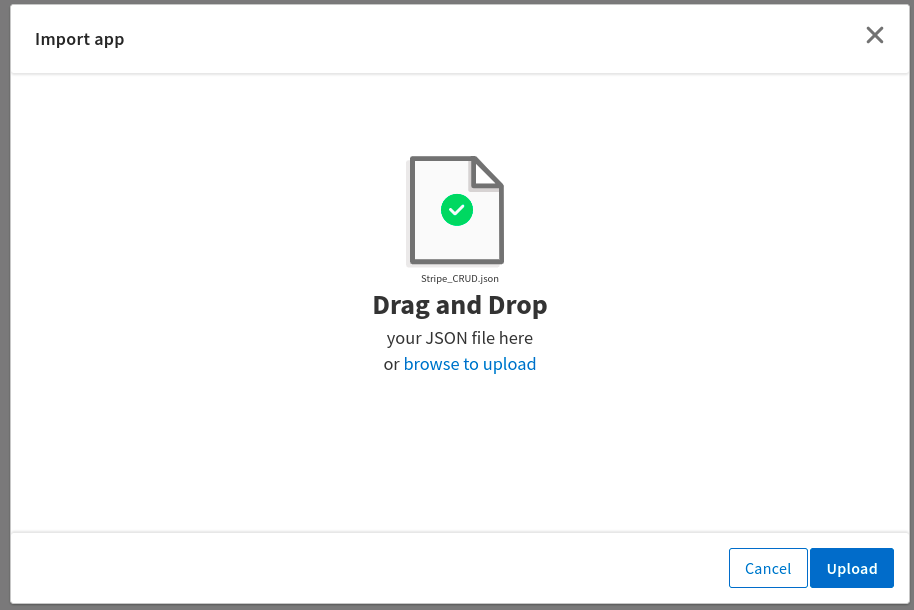 Import app
Stripe_CRUD.json
Drag and Drop
your JSON file here
or browse to upload
Cancel
Upload